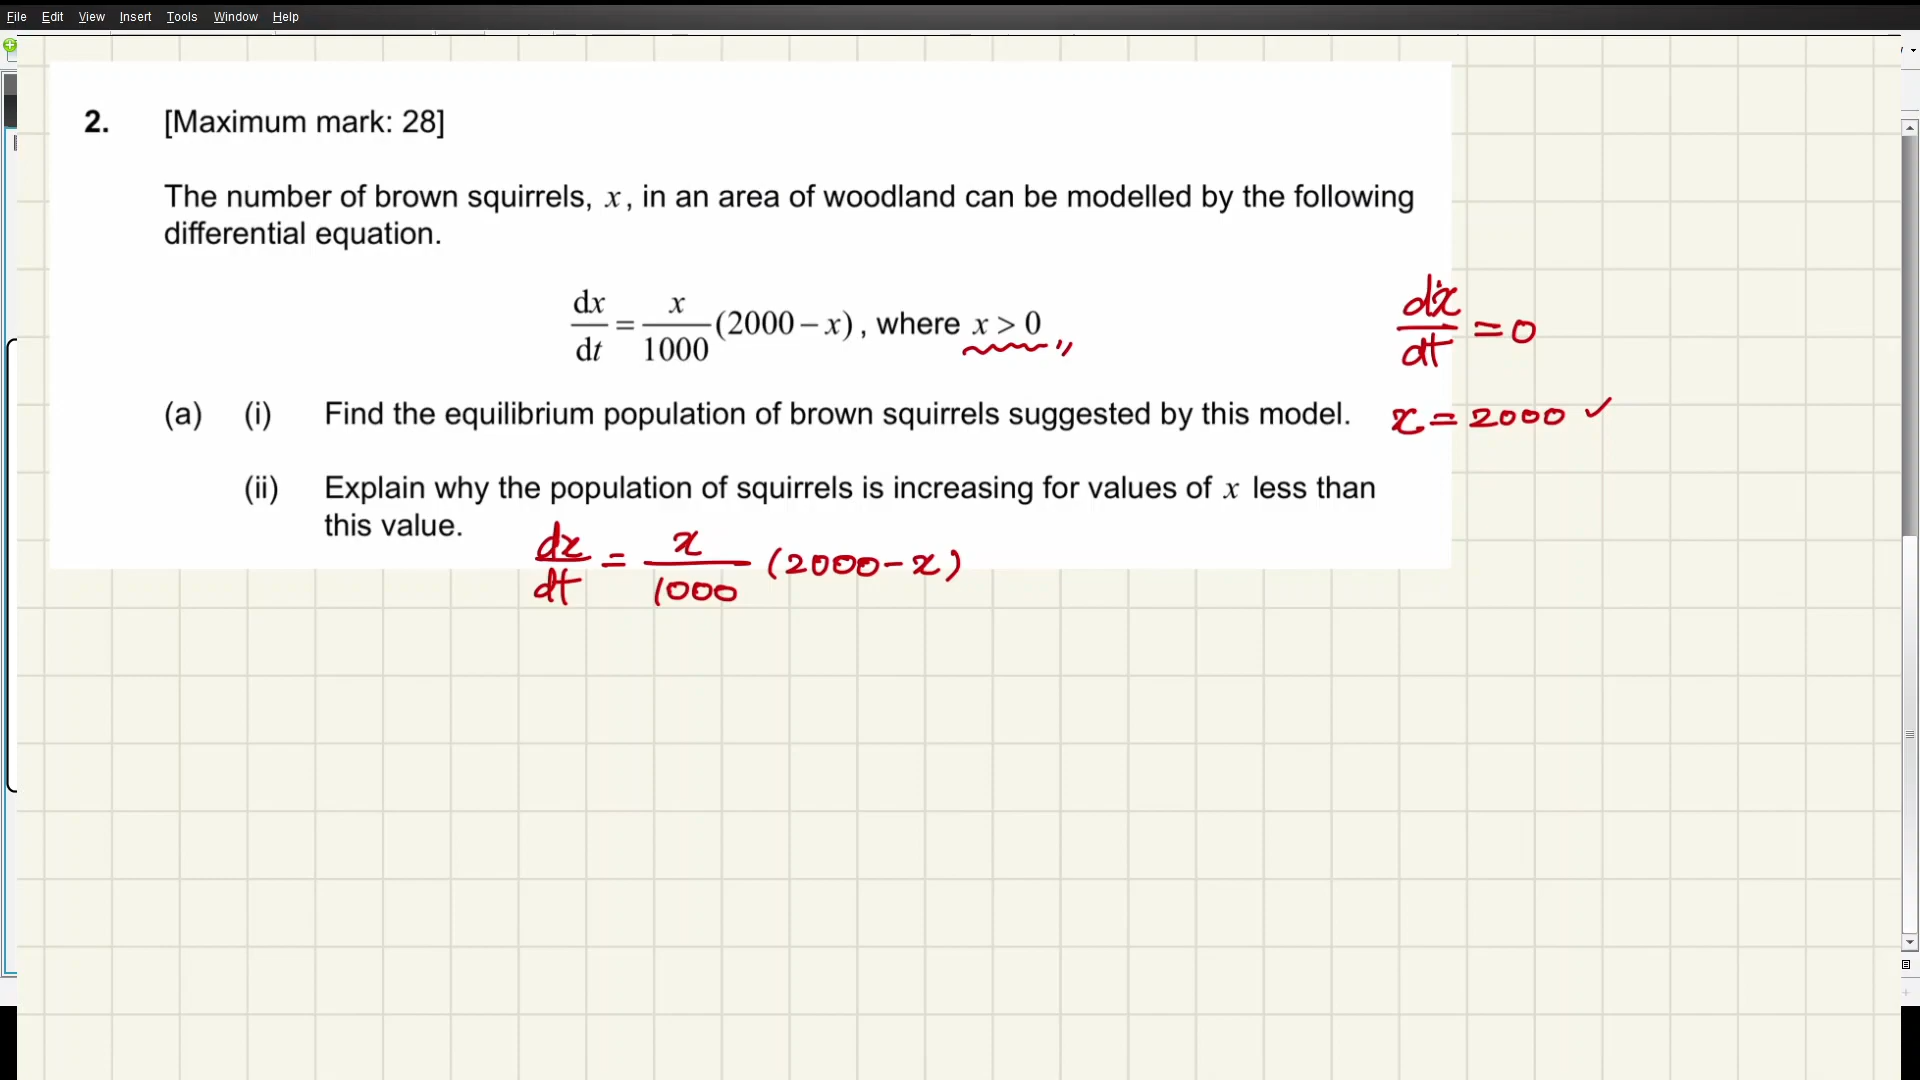 File Edit View Insert Tools Window Help
2. [Maximum mark: 28]
The number of brown squirrels, x, in an area of woodland can be modelled by the following
differential equation.
dx/dt = x/1000 (2000 – x), where x > 0
dx/dt = 0
(a) (i) Find the equilibrium population of brown squirrels suggested by this model.
x = 2000 ✓
(ii) Explain why the population of squirrels is increasing for values of x less than
this value.
dx/dt = x/1000 (2000 – x)